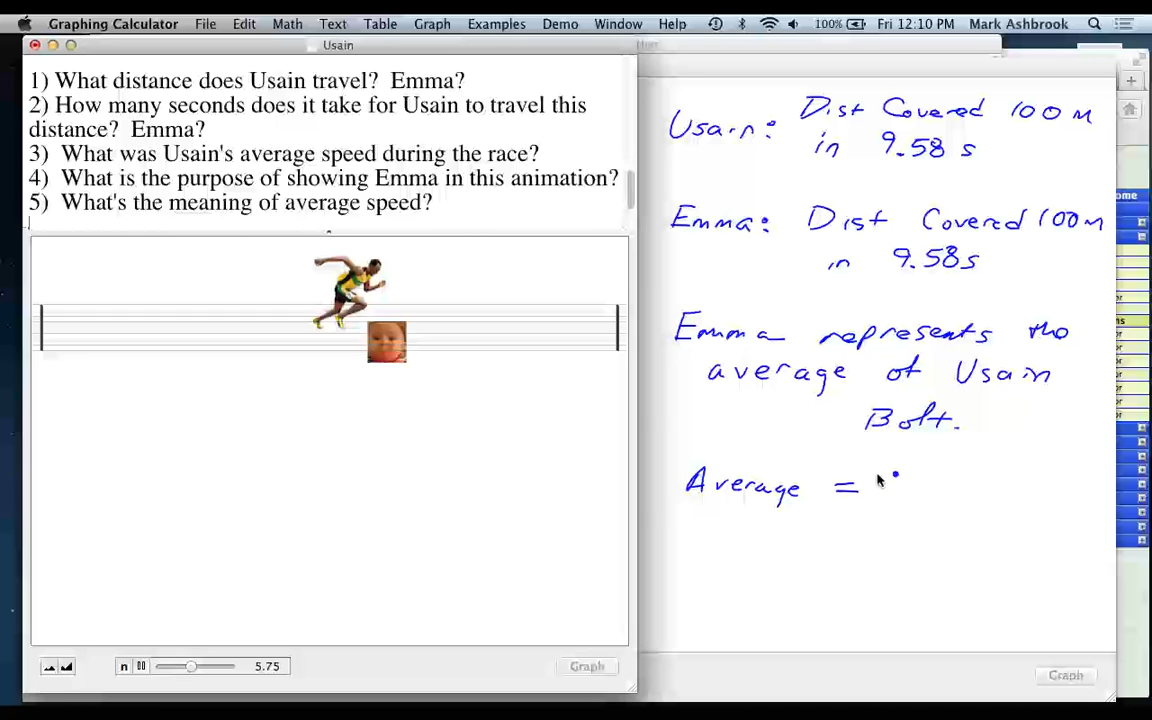 Graphing Calculator File Edit Math Text Table Graph Examples Demo Window Help 100% Fri 12:10 PM Mark Ashbrook
Usain
1) What distance does Usain travel? Emma?
2) How many seconds does it take for Usain to travel this
distance? Emma?
3) What was Usain's average speed during the race?
4) What is the purpose of showing Emma in this animation?
5) What's the meaning of average speed?
n 5.75
Graph
Usain: Dist Covered 100 M
in 9.58 s
Emma: Dist Covered 100M
in 9.58s
Emma represents the
average of Usain
Bolt.
Average =
Graph
ome